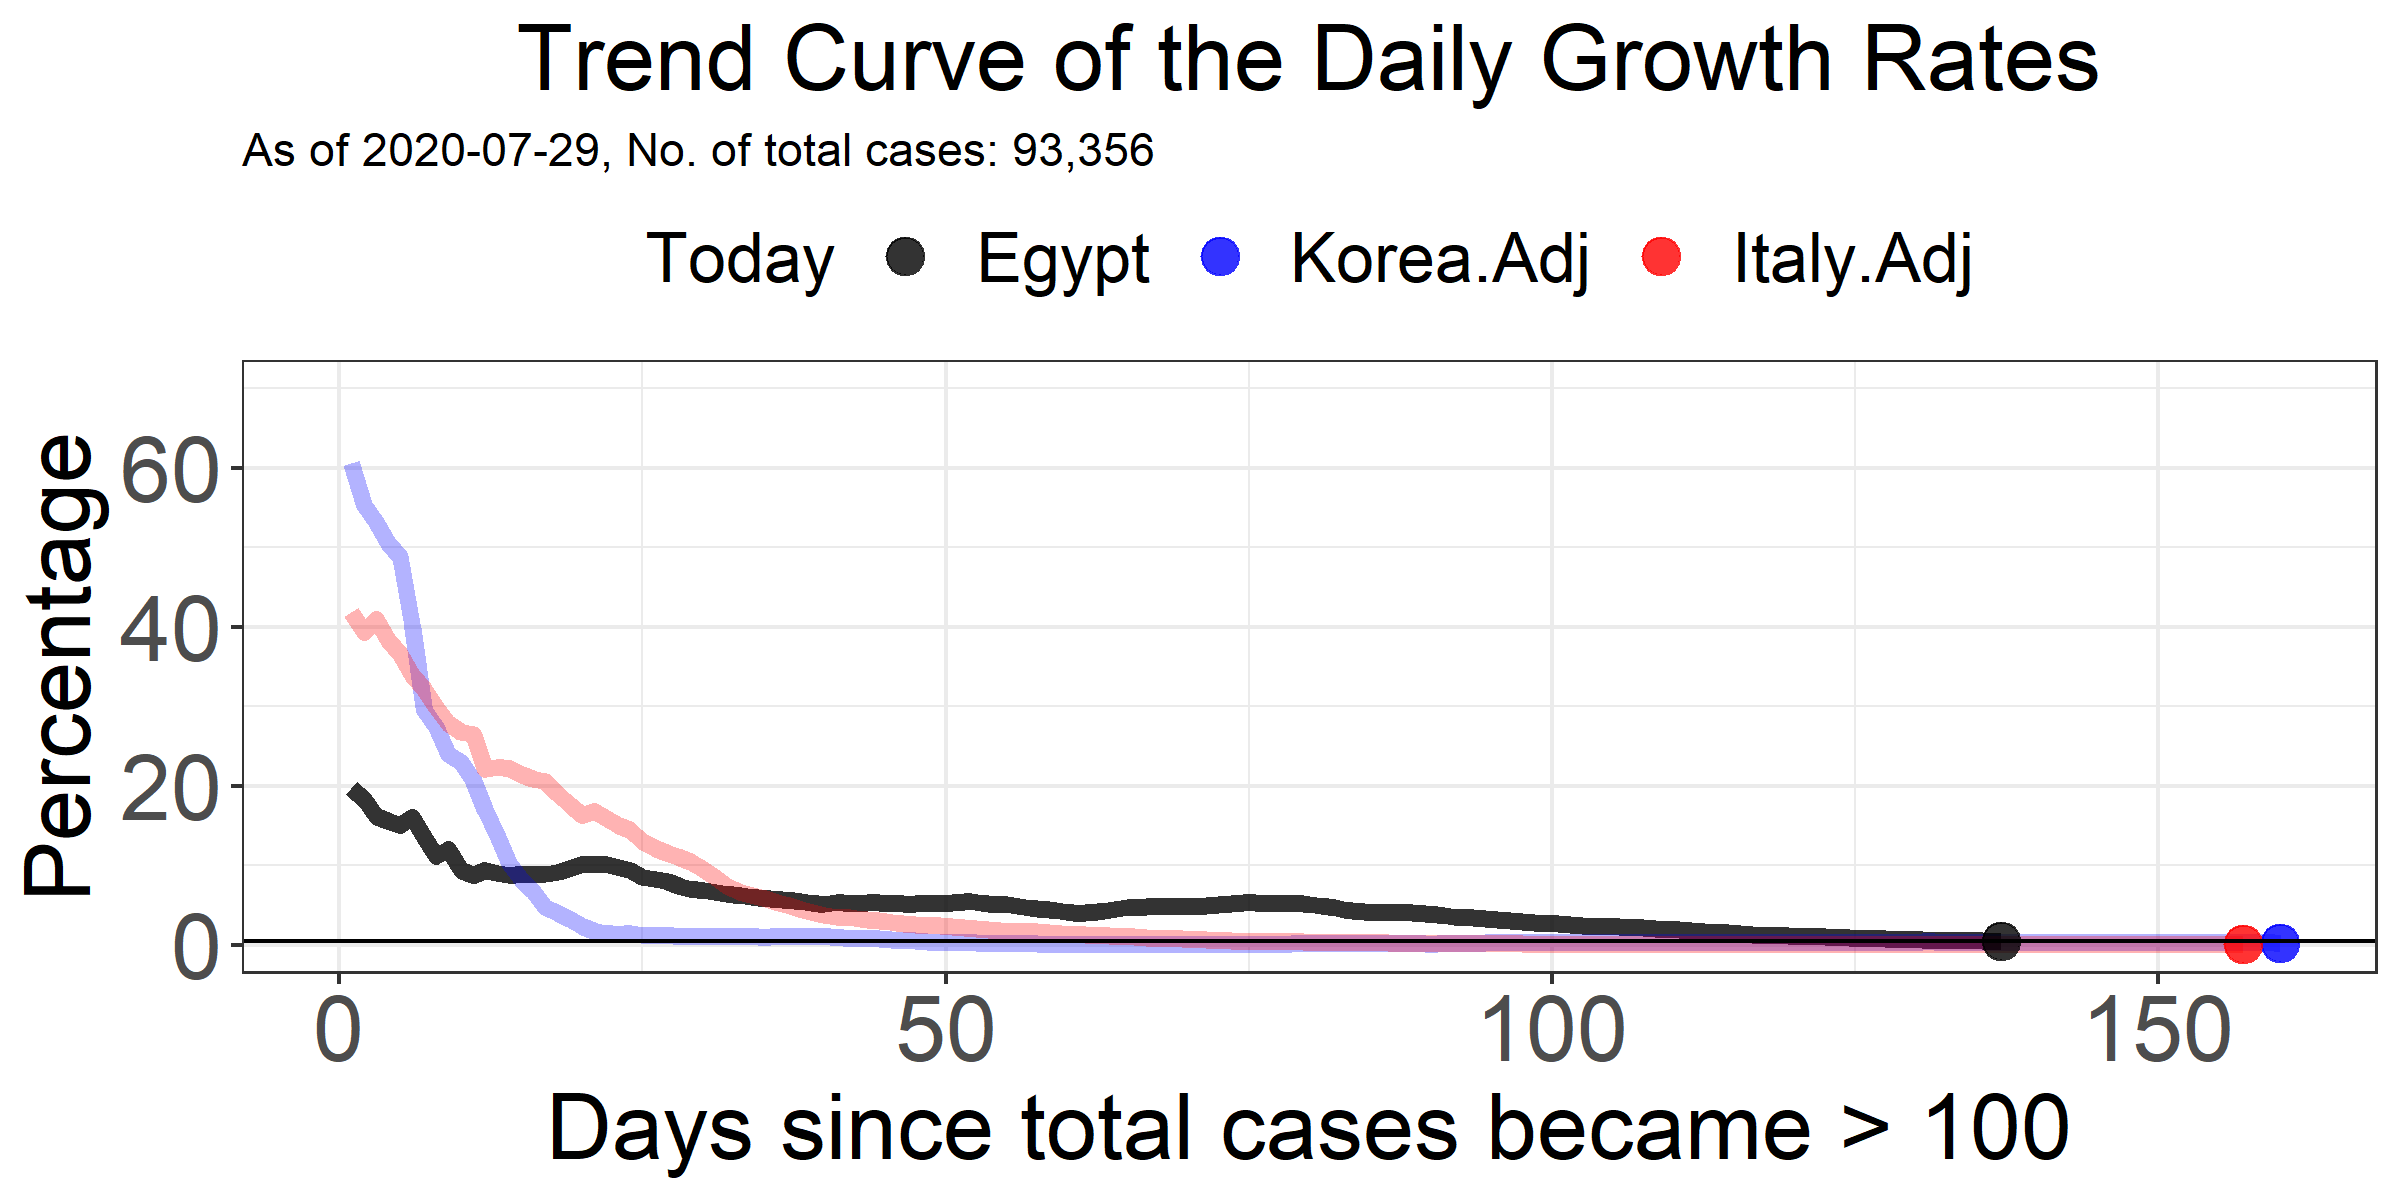 Trend Curve of the Daily Growth Rates
As of 2020-07-29, No. of total cases: 93,356
Today Egypt Korea.Adj Italy.Adj
Percentage
60
40
20
0
0 50 100 150
Days since total cases became > 100